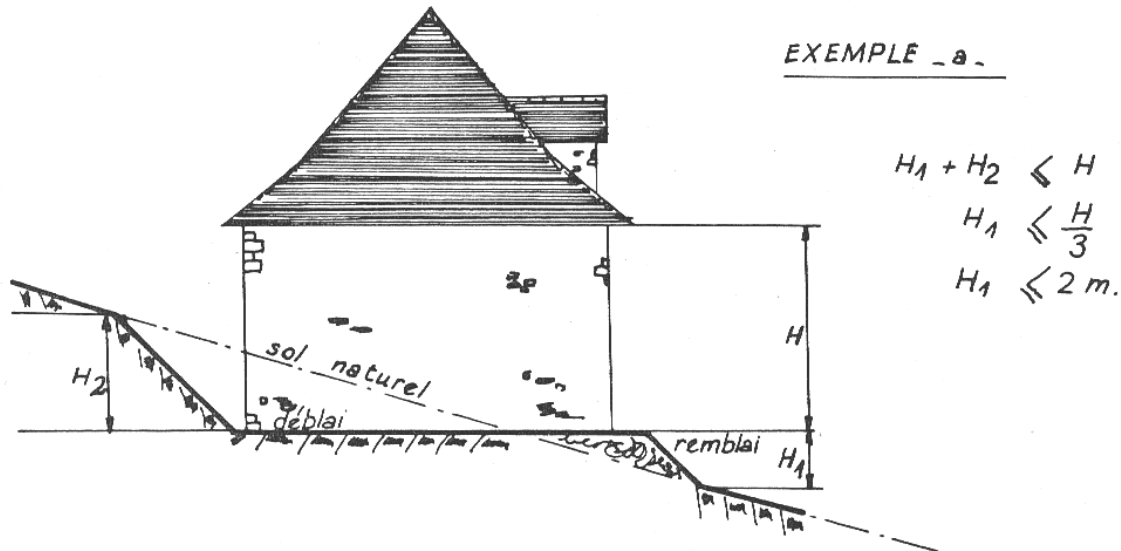 EXEMPLE _a_
H1 + H2 ⩽ H
H1 ⩽ H/3
H1 ⩽ 2 m.
H
H2
sol naturel
déblai
remblai
H1